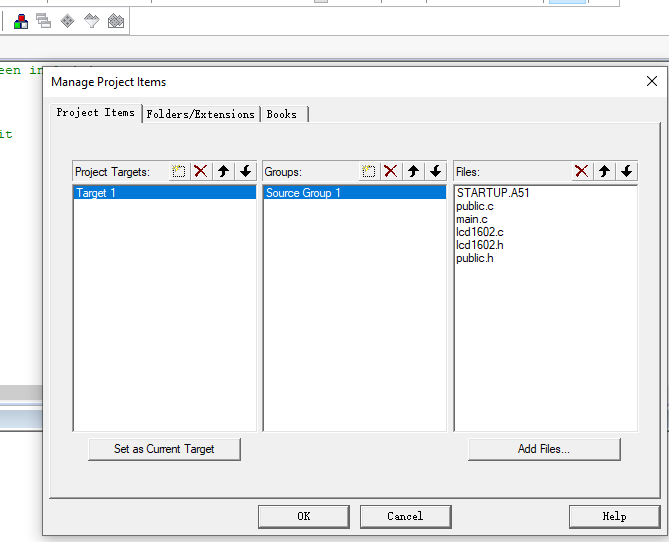 een in
Manage Project Items
Project Items
Folders/Extensions
Books
it
Project Targets:
Groups:
Files:
Target 1
Source Group 1
STARTUP.A51
public.c
main.c
lcd1602.c
lcd1602.h
public.h
Set as Current Target
Add Files...
OK
Cancel
Help